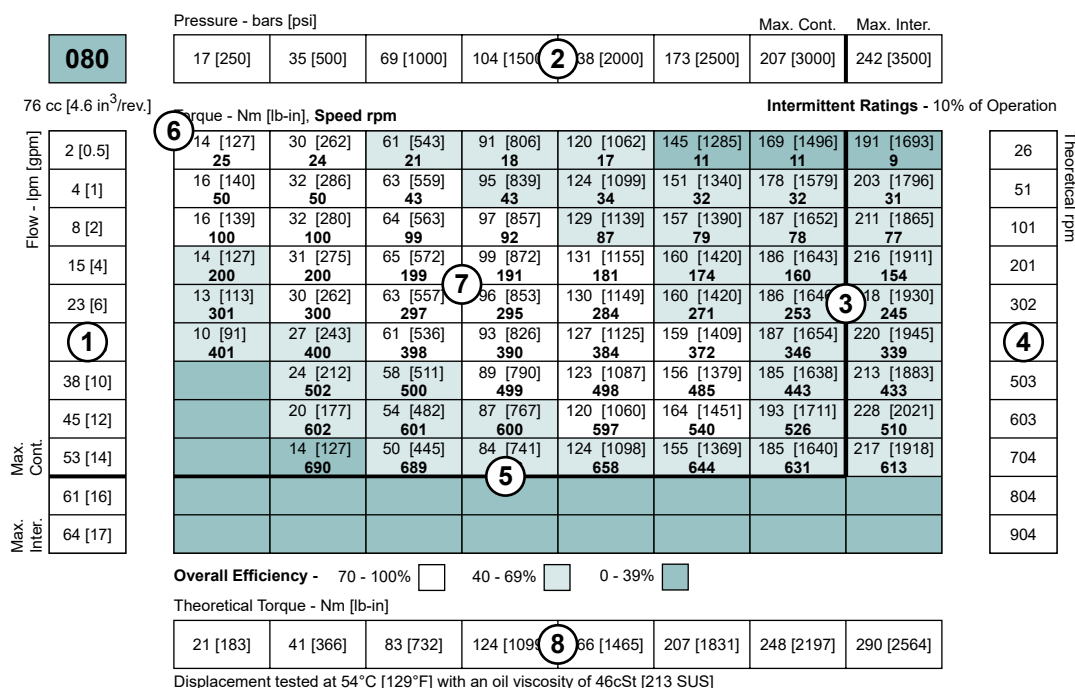 Pressure - bars [psi]
Max. Cont.
Max. Inter.
080
17 [250] 35 [500] 69 [1000] 104 [1500 2 38 [2000] 173 [2500] 207 [3000] 242 [3500]
76 cc [4.6 in3/rev.]
Torque - Nm [lb-in], Speed rpm
Intermittent Ratings - 10% of Operation
6
Flow - lpm [gpm]
Theoretical rpm
2 [0.5] 14 [127] 30 [262] 61 [543] 91 [806] 120 [1062] 145 [1285] 169 [1496] 191 [1693] 26
25 24 21 18 17 11 11 9
4 [1] 16 [140] 32 [286] 63 [559] 95 [839] 124 [1099] 151 [1340] 178 [1579] 203 [1796] 51
50 50 43 43 34 32 32 31
8 [2] 16 [139] 32 [280] 64 [563] 97 [857] 129 [1139] 157 [1390] 187 [1652] 211 [1865] 101
100 100 99 92 87 79 78 77
15 [4] 14 [127] 31 [275] 65 [572] 99 [872] 131 [1155] 160 [1420] 186 [1643] 216 [1911] 201
200 200 199 191 181 174 160 154
7
23 [6] 13 [113] 30 [262] 63 [557] 96 [853] 130 [1149] 160 [1420] 186 3 18 [1930] 302
301 300 297 295 284 271 253 245
1 10 [91] 27 [243] 61 [536] 93 [826] 127 [1125] 159 [1409] 187 [1654] 220 [1945] 4
401 400 398 390 384 372 346 339
38 [10] 24 [212] 58 [511] 89 [790] 123 [1087] 156 [1379] 185 [1638] 213 [1883] 503
502 500 499 498 485 443 433
45 [12] 20 [177] 54 [482] 87 [767] 120 [1060] 164 [1451] 193 [1711] 228 [2021] 603
602 601 600 597 540 526 510
Max. Cont.
53 [14] 14 [127] 50 [445] 84 [741] 124 [1098] 155 [1369] 185 [1640] 217 [1918] 704
690 689 5 658 644 631 613
61 [16] 804
Max. Inter.
64 [17] 904
Overall Efficiency - 70 - 100% 40 - 69% 0 - 39%
Theoretical Torque - Nm [lb-in]
21 [183] 41 [366] 83 [732] 124 [1099 8 66 [1465] 207 [1831] 248 [2197] 290 [2564]
Displacement tested at 54°C [129°F] with an oil viscosity of 46cSt [213 SUS]